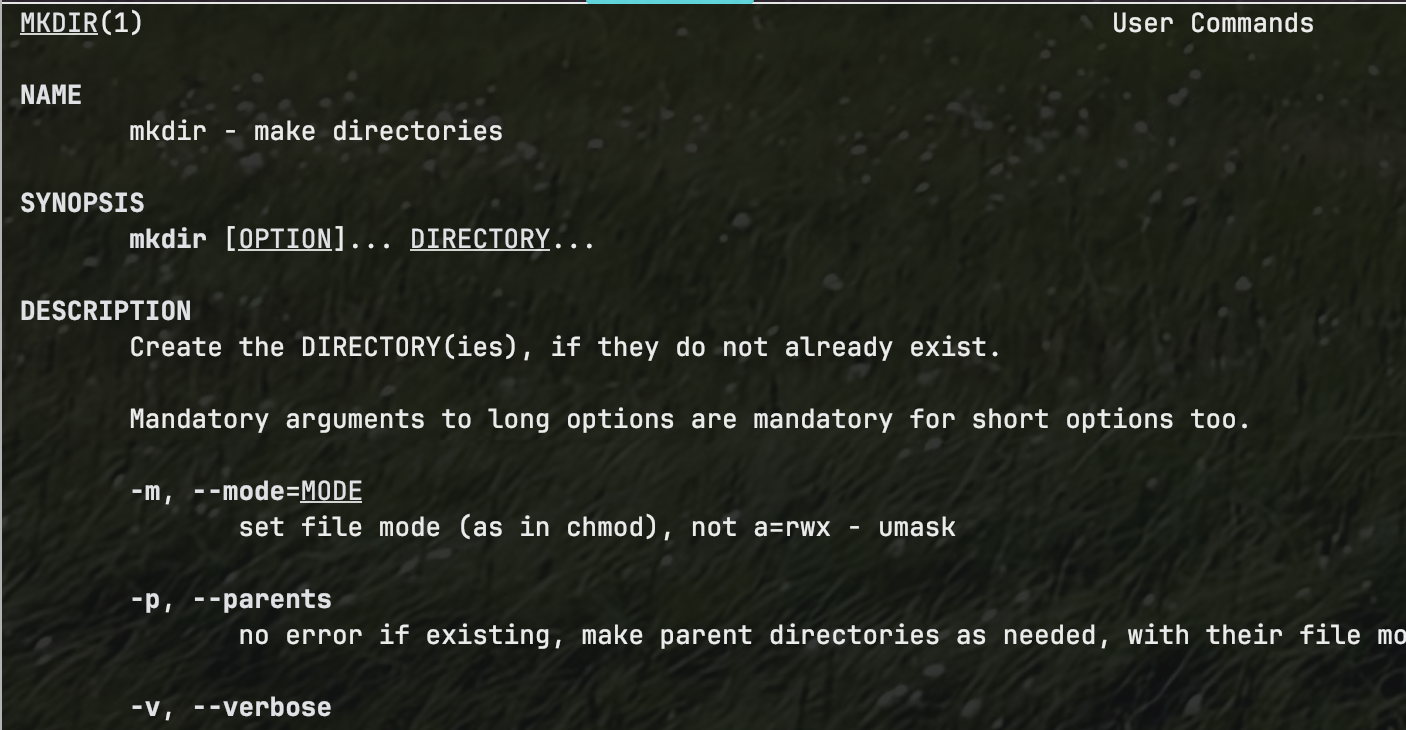 MKDIR(1) User Commands
NAME
mkdir - make directories
SYNOPSIS
mkdir [OPTION]... DIRECTORY...
DESCRIPTION
Create the DIRECTORY(ies), if they do not already exist.
Mandatory arguments to long options are mandatory for short options too.
-m, --mode=MODE
set file mode (as in chmod), not a=rwx - umask
-p, --parents
no error if existing, make parent directories as needed, with their file mo
-v, --verbose